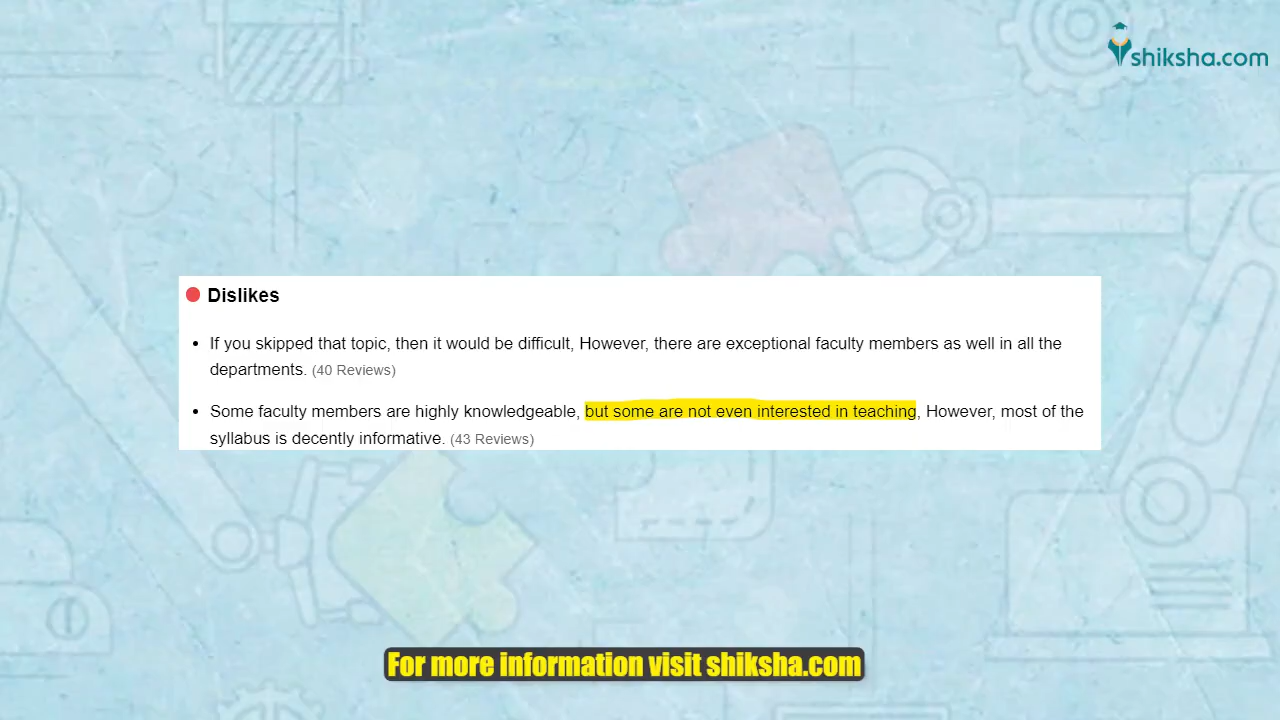 shiksha.com
Dislikes
If you skipped that topic, then it would be difficult, However, there are exceptional faculty members as well in all the
departments. (40 Reviews)
Some faculty members are highly knowledgeable, but some are not even interested in teaching, However, most of the
syllabus is decently informative. (43 Reviews)
For more information visit shiksha.com